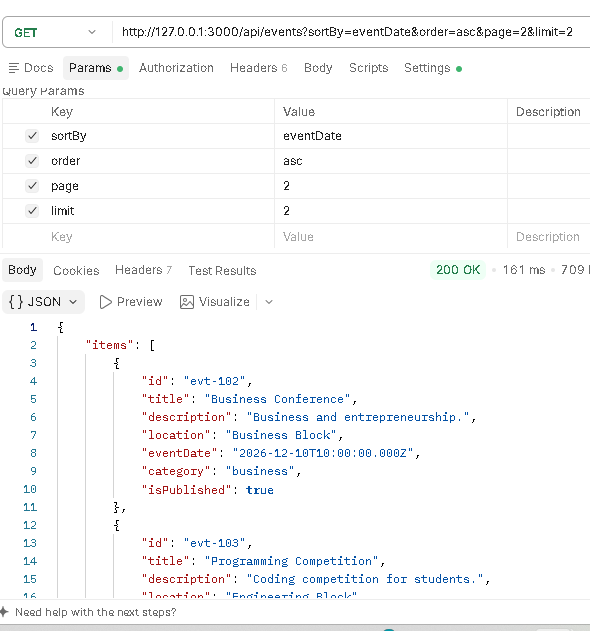 GET http://127.0.0.1:3000/api/events?sortBy=eventDate&order=asc&page=2&limit=2
Docs Params Authorization Headers 6 Body Scripts Settings
Query Params
Key Value Description
sortBy eventDate
order asc
page 2
limit 2
Key Value Description
Body Cookies Headers 7 Test Results 200 OK 161 ms 709
{} JSON Preview Visualize
1 {
2 "items": [
3 {
4 "id": "evt-102",
5 "title": "Business Conference",
6 "description": "Business and entrepreneurship.",
7 "location": "Business Block",
8 "eventDate": "2026-12-10T10:00:00.000Z",
9 "category": "business",
10 "isPublished": true
11 },
12 {
13 "id": "evt-103",
14 "title": "Programming Competition",
15 "description": "Coding competition for students.",
16 "location": "Engineering Block"
Need help with the next steps?